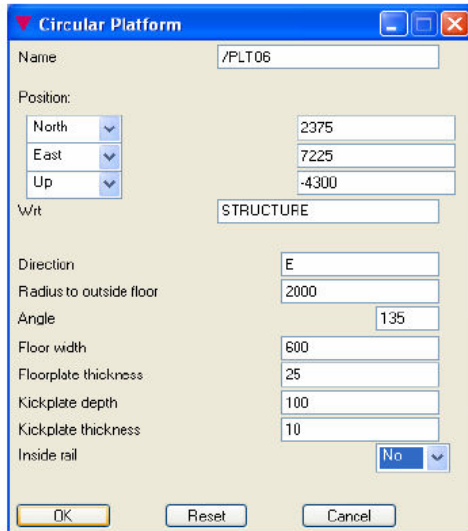 Circular Platform
Name /PLT06
Position:
North 2375
East 7225
Up -4300
Wrt STRUCTURE
Direction E
Radius to outside floor 2000
Angle 135
Floor width 600
Floorplate thickness 25
Kickplate depth 100
Kickplate thickness 10
Inside rail No
OK Reset Cancel